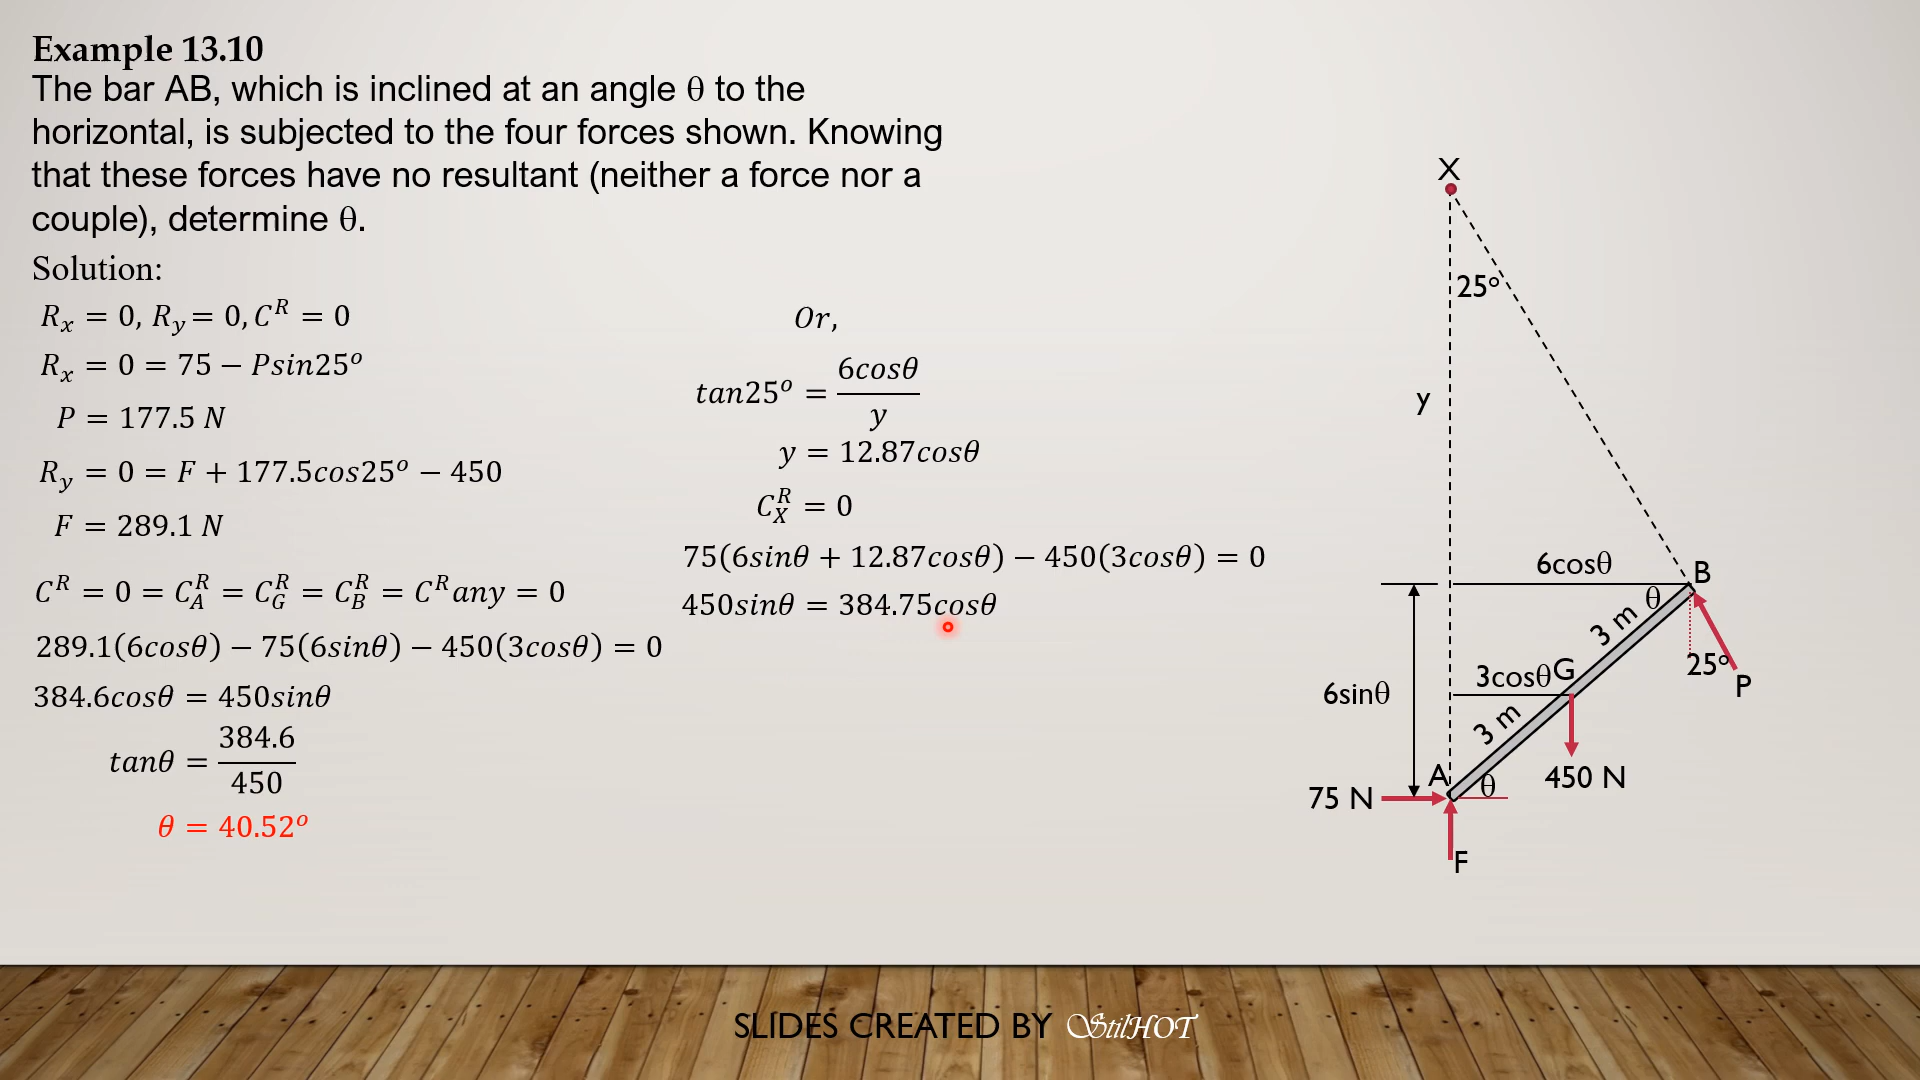 Example 13.10
The bar AB, which is inclined at an angle θ to the
horizontal, is subjected to the four forces shown. Knowing
that these forces have no resultant (neither a force nor a
couple), determine θ.
Solution:
R_x = 0, R_y = 0, C^R = 0
R_x = 0 = 75 − Psin25°
P = 177.5 N
R_y = 0 = F + 177.5cos25° − 450
F = 289.1 N
C^R = 0 = C_A^R = C_G^R = C_B^R = C^R any = 0
289.1(6cosθ) − 75(6sinθ) − 450(3cosθ) = 0
384.6cosθ = 450sinθ
tanθ = 384.6/450
θ = 40.52°
Or,
tan25° = 6cosθ/y
y = 12.87cosθ
C_X^R = 0
75(6sinθ + 12.87cosθ) − 450(3cosθ) = 0
450sinθ = 384.75cosθ
X
25°
y
6cosθ
B
θ
3 m
25°
P
3cosθ
G
6sinθ
3 m
A
θ
450 N
75 N
F
SLIDES CREATED BY StilHOT